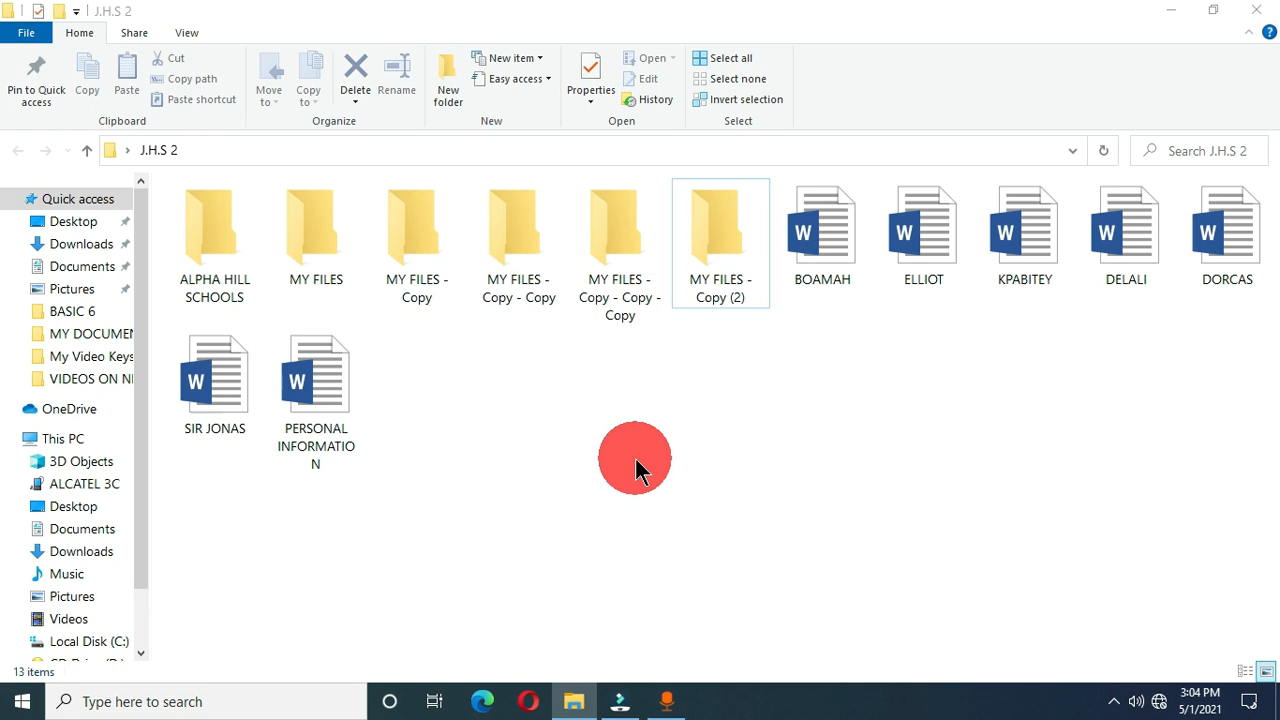 J.H.S 2
File Home Share View
Pin to Quick access
Copy
Paste
Cut
Copy path
Paste shortcut
Clipboard
Move to
Copy to
Delete
Rename
Organize
New folder
New item
Easy access
New
Properties
Open
Edit
History
Open
Select all
Select none
Invert selection
Select
J.H.S 2
Search J.H.S 2
Quick access
Desktop
Downloads
Documents
Pictures
BASIC 6
MY DOCUMEN
My Video Keys
VIDEOS ON N
OneDrive
This PC
3D Objects
ALCATEL 3C
Desktop
Documents
Downloads
Music
Pictures
Videos
Local Disk (C:)
ALPHA HILL
SCHOOLS
MY FILES
MY FILES -
Copy
MY FILES -
Copy - Copy
MY FILES -
Copy - Copy -
Copy
MY FILES -
Copy (2)
BOAMAH
ELLIOT
KPABITEY
DELALI
DORCAS
SIR JONAS
PERSONAL
INFORMATIO
N
W
W
W
W
W
W
W
13 items
Type here to search
3:04 PM
5/1/2021